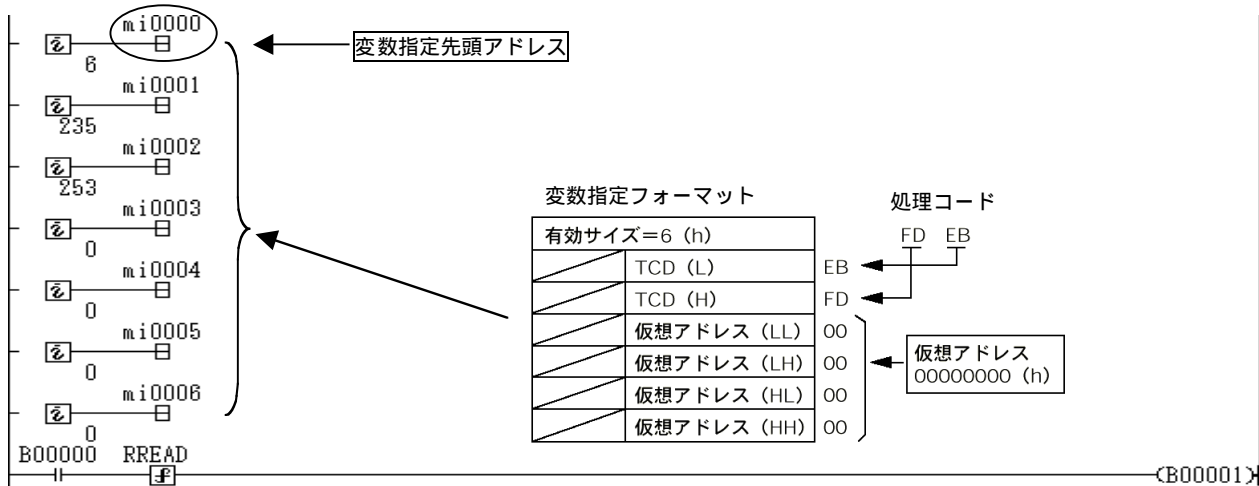 mi0000
変数指定先頭アドレス
6
mi0001
235
mi0002
253
mi0003
0
mi0004
0
mi0005
0
mi0006
0
変数指定フォーマット
処理コード
FD EB
有効サイズ=6 (h)
TCD (L) EB
TCD (H) FD
仮想アドレス (LL) 00
仮想アドレス (LH) 00
仮想アドレス (HL) 00
仮想アドレス (HH) 00
仮想アドレス
00000000 (h)
B00000 RREAD
(B00001)